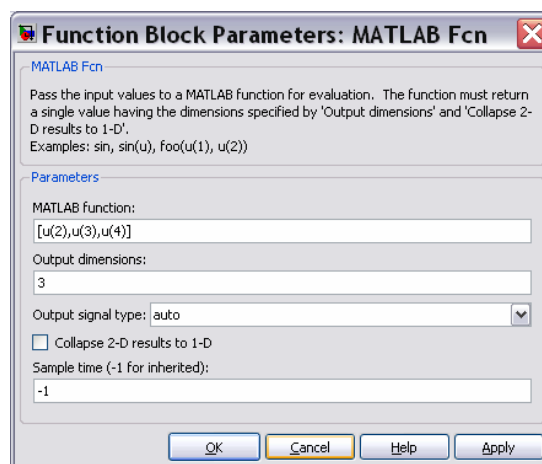 Function Block Parameters: MATLAB Fcn
MATLAB Fcn
Pass the input values to a MATLAB function for evaluation. The function must return
a single value having the dimensions specified by 'Output dimensions' and 'Collapse 2-
D results to 1-D'.
Examples: sin, sin(u), foo(u(1), u(2))
Parameters
MATLAB function:
[u(2),u(3),u(4)]
Output dimensions:
3
Output signal type: auto
Collapse 2-D results to 1-D
Sample time (-1 for inherited):
-1
OK Cancel Help Apply